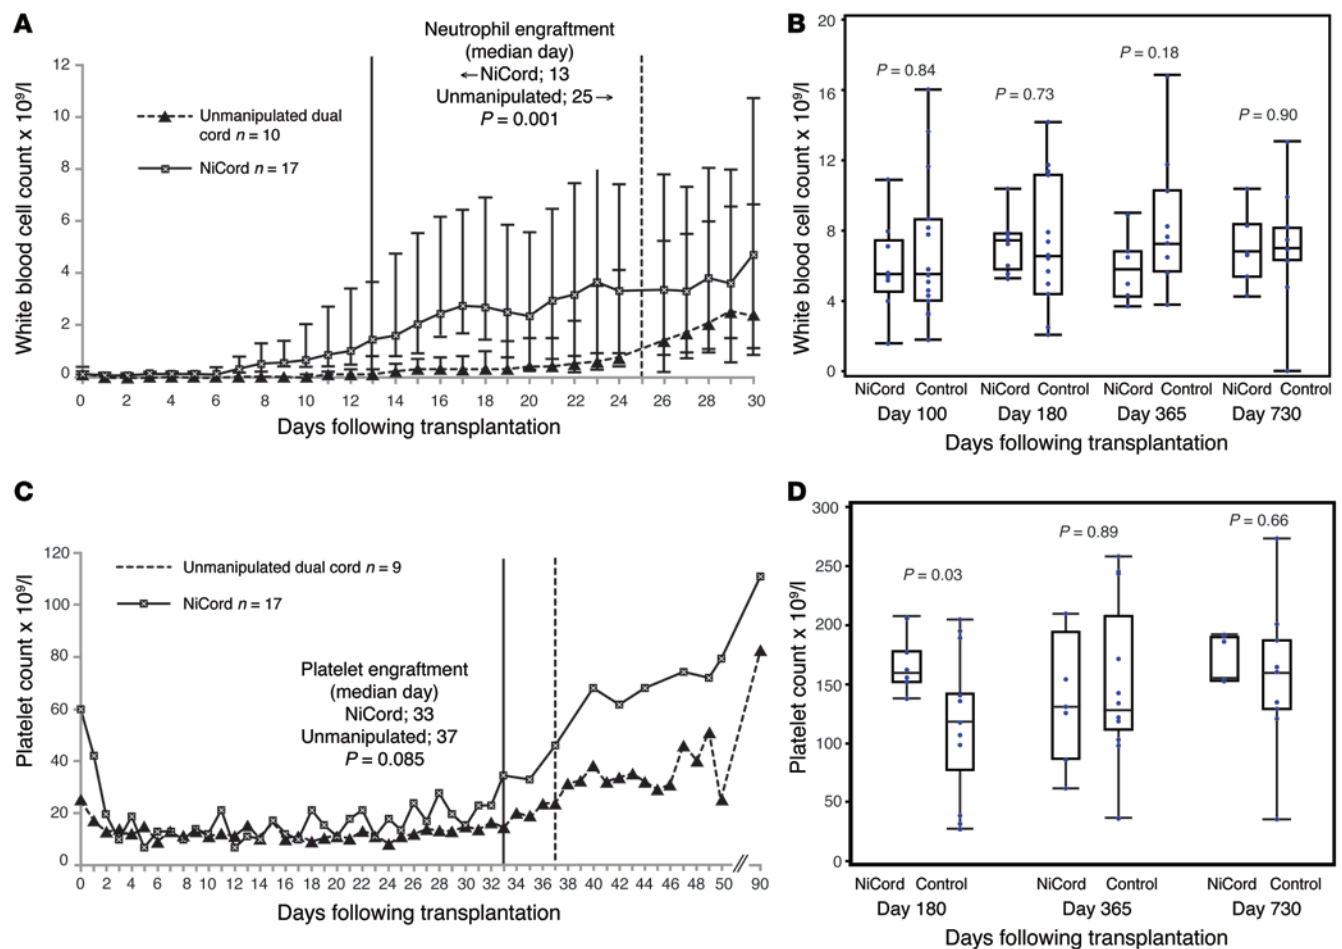 A
Neutrophil engraftment
(median day)
←NiCord; 13
Unmanipulated; 25→
P = 0.001
Unmanipulated dual
cord n = 10
NiCord n = 17
White blood cell count x 10⁹/l
12
10
8
6
4
2
0
0 2 4 6 8 10 12 14 16 18 20 22 24 26 28 30
Days following transplantation
B
White blood cell count x 10⁹/l
20
16
12
8
4
0
P = 0.84
P = 0.73
P = 0.18
P = 0.90
NiCord Control NiCord Control NiCord Control NiCord Control
Day 100 Day 180 Day 365 Day 730
Days following transplantation
C
Unmanipulated dual cord n = 9
NiCord n = 17
Platelet engraftment
(median day)
NiCord; 33
Unmanipulated; 37
P = 0.085
Platelet count x 10⁹/l
120
100
80
60
40
20
0
0 2 4 6 8 10 12 14 16 18 20 22 24 26 28 30 32 34 36 38 40 42 44 46 48 50 90
Days following transplantation
D
Platelet count x 10⁹/l
300
250
200
150
100
50
0
P = 0.03
P = 0.89
P = 0.66
NiCord Control NiCord Control NiCord Control
Day 180 Day 365 Day 730
Days following transplantation